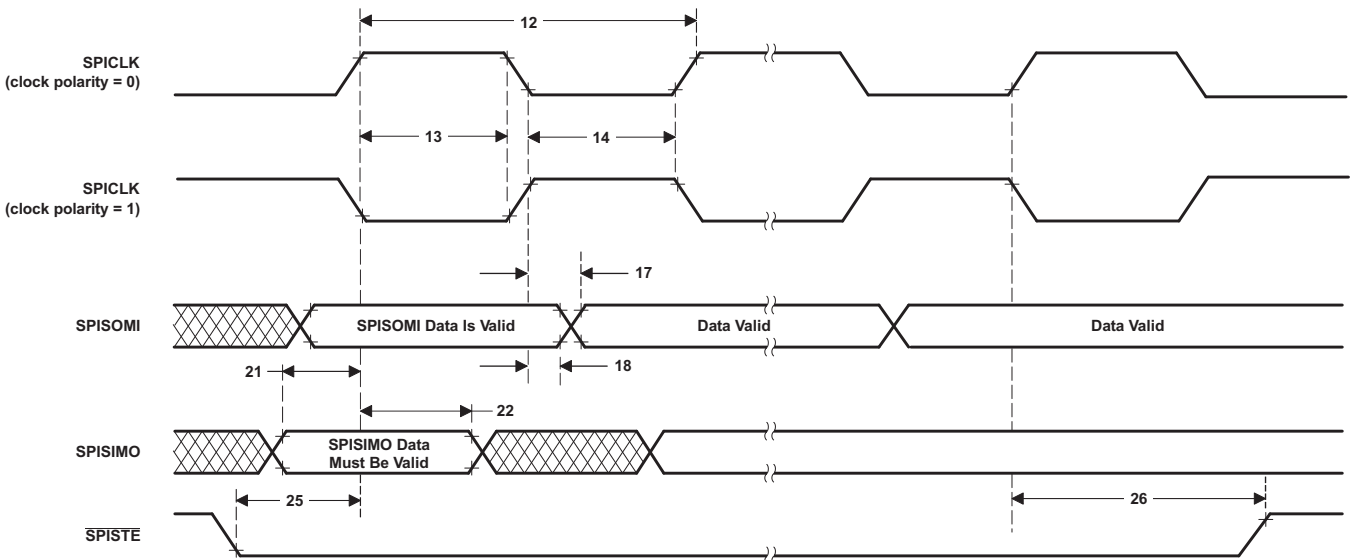 12
SPICLK
(clock polarity = 0)
13
14
SPICLK
(clock polarity = 1)
17
SPISOMI
SPISOMI Data Is Valid
Data Valid
Data Valid
21
18
22
SPISIMO
SPISIMO Data
Must Be Valid
25
26
SPISTE